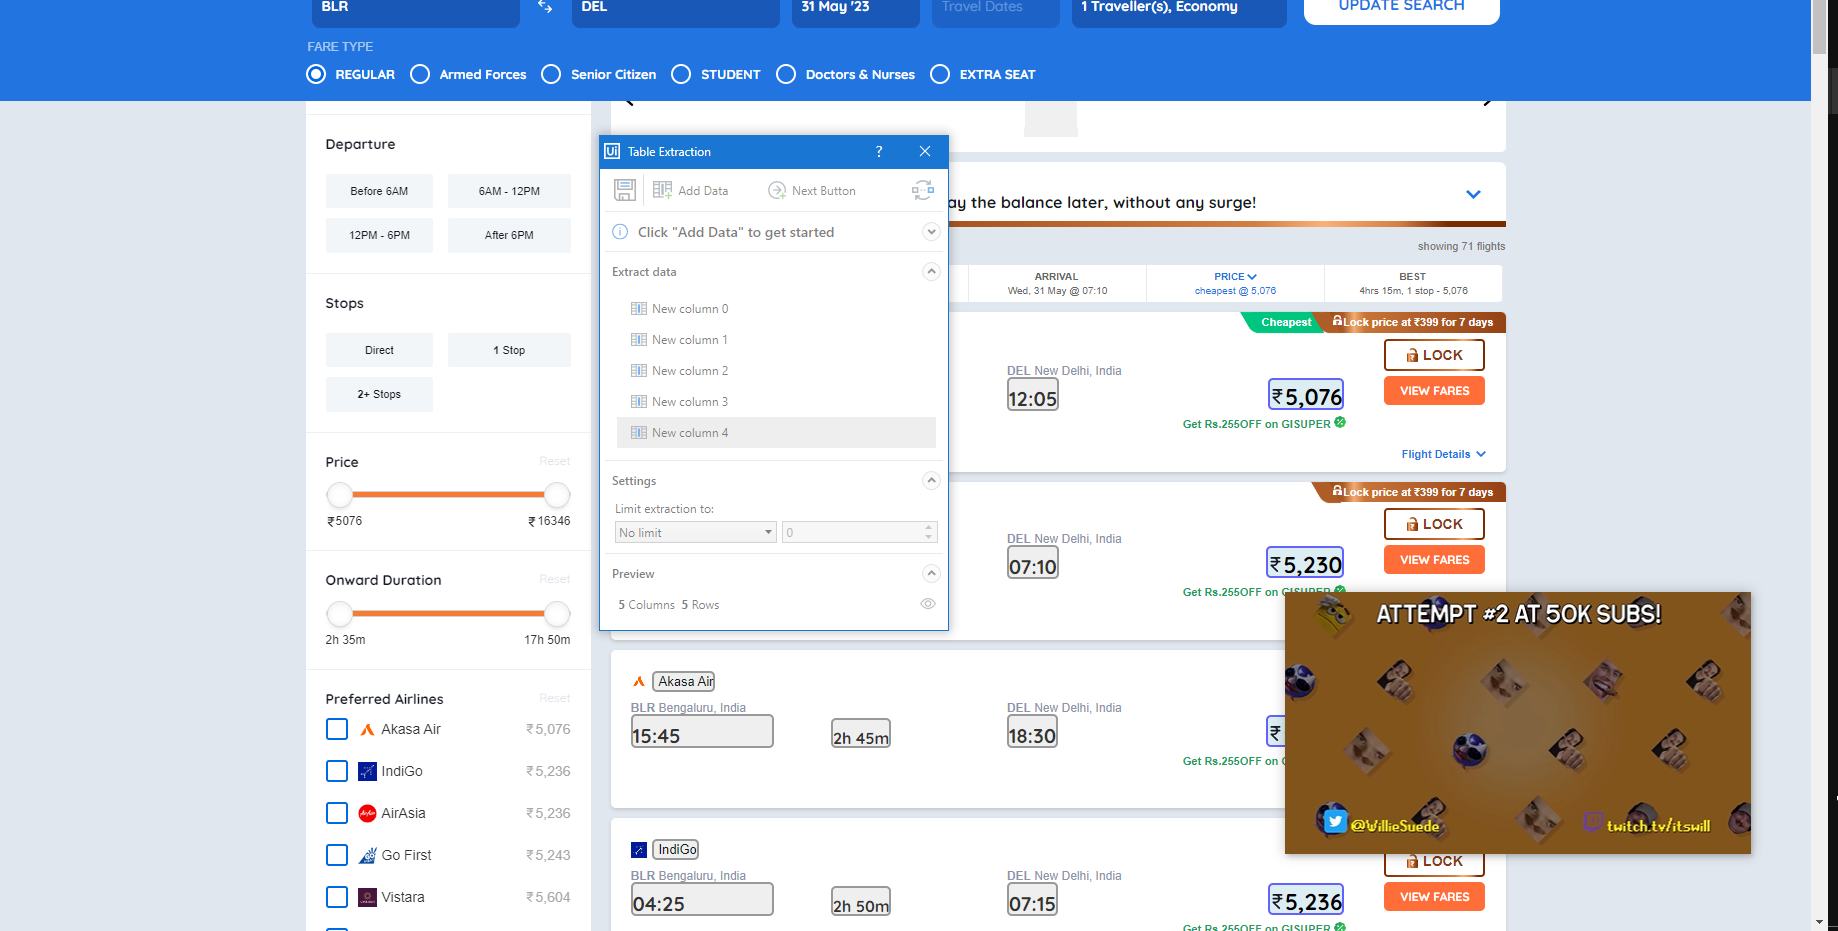 BLR
DEL
31 May '23
Travel Dates
1 Traveller(s), Economy
UPDATE SEARCH
FARE TYPE
REGULAR
Armed Forces
Senior Citizen
STUDENT
Doctors & Nurses
EXTRA SEAT
Departure
Before 6AM
6AM - 12PM
12PM - 6PM
After 6PM
Stops
Direct
1 Stop
2+ Stops
Price
Reset
₹5076
₹16346
Onward Duration
Reset
2h 35m
17h 50m
Preferred Airlines
Reset
Akasa Air
₹5,076
IndiGo
₹5,236
AirAsia
₹5,236
Go First
₹5,243
Vistara
₹5,604
Ui Table Extraction
?
Add Data
Next Button
Click "Add Data" to get started
Extract data
New column 0
New column 1
New column 2
New column 3
New column 4
Settings
Limit extraction to:
No limit
0
Preview
5 Columns 5 Rows
ay the balance later, without any surge!
showing 71 flights
ARRIVAL
Wed, 31 May @ 07:10
PRICE
cheapest @ 5,076
BEST
4hrs 15m, 1 stop - 5,076
Cheapest
Lock price at ₹399 for 7 days
DEL New Delhi, India
12:05
₹5,076
LOCK
VIEW FARES
Get Rs.255OFF on GISUPER
Flight Details
Lock price at ₹399 for 7 days
DEL New Delhi, India
07:10
₹5,230
LOCK
VIEW FARES
Get Rs.255OFF on GISUPER
Akasa Air
BLR Bengaluru, India
15:45
2h 45m
DEL New Delhi, India
18:30
₹
Get Rs.255OFF on
ATTEMPT #2 AT 50K SUBS!
@WillieSuede
twitch.tv/itswill
IndiGo
BLR Bengaluru, India
04:25
2h 50m
DEL New Delhi, India
07:15
₹5,236
LOCK
VIEW FARES
Get Rs.255OFF on GISUPER